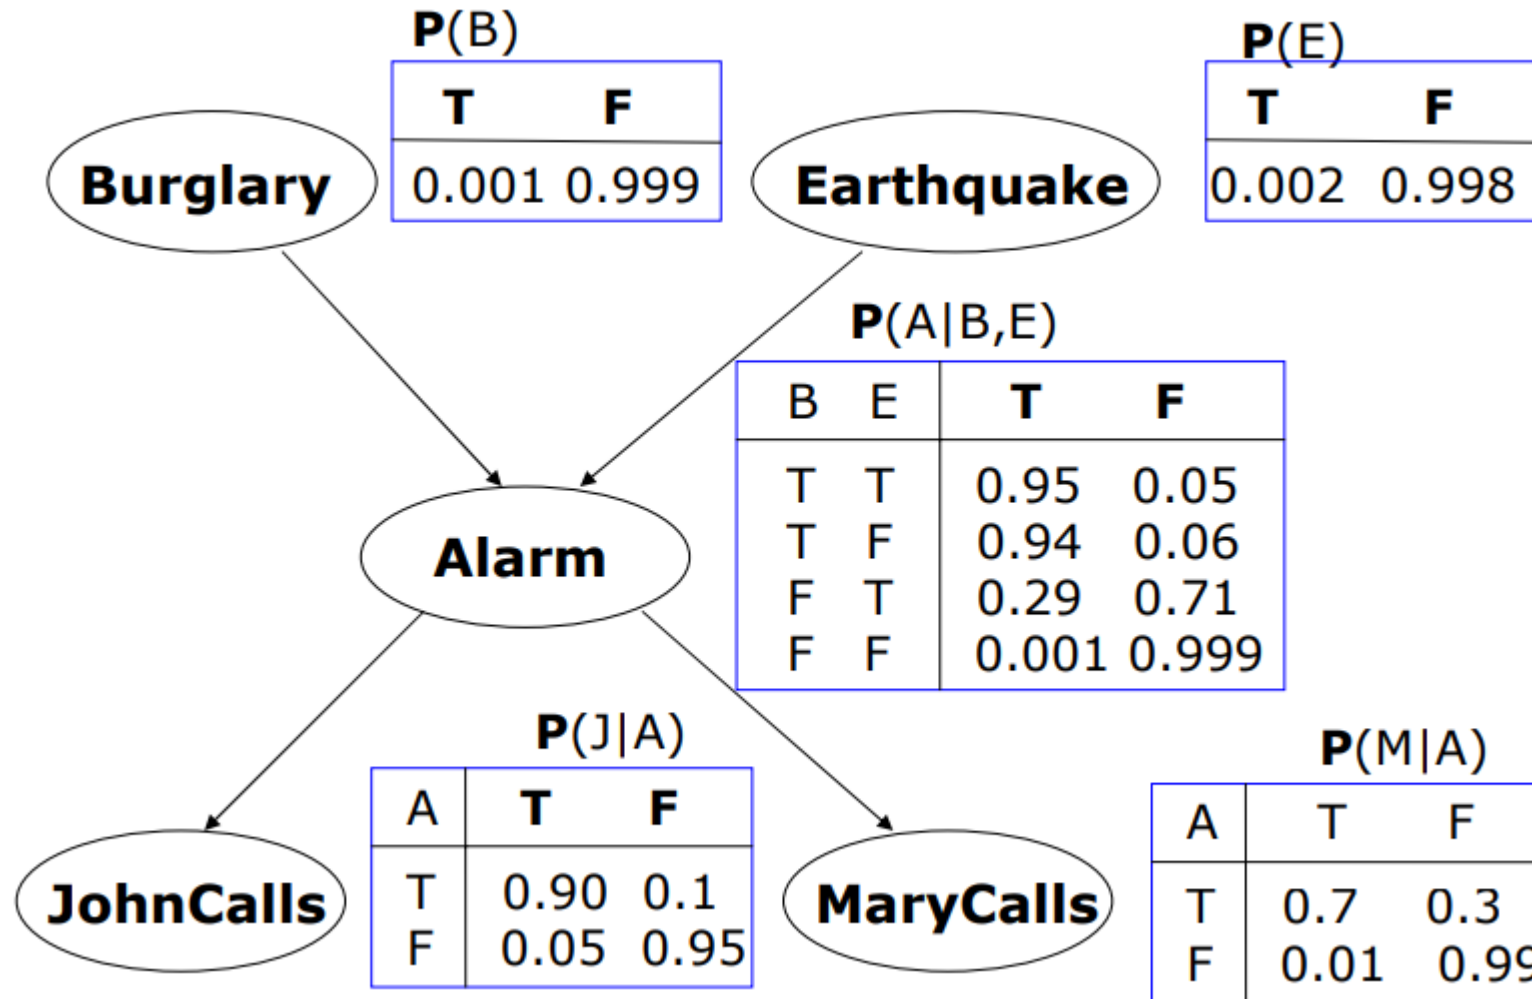 P(B)
T F
0.001 0.999
Burglary
P(E)
T F
0.002 0.998
Earthquake
P(A|B,E)
B E T F
T T 0.95 0.05
T F 0.94 0.06
F T 0.29 0.71
F F 0.001 0.999
Alarm
P(J|A)
A T F
T 0.90 0.1
F 0.05 0.95
JohnCalls
P(M|A)
A T F
T 0.7 0.3
F 0.01 0.99
MaryCalls